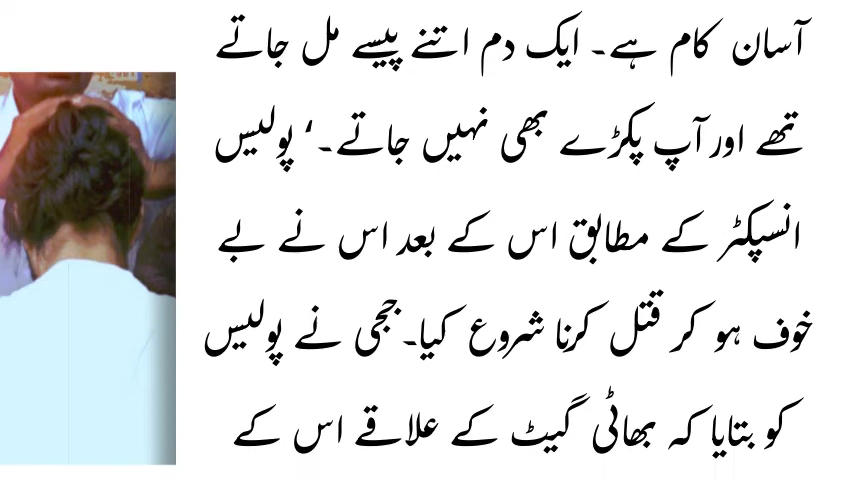 آسان کام ہے۔ ایک دم اتنے پیسے مل جاتے
تھے اور آپ پکڑے بھی نہیں جاتے۔‘ پولیس
انسپکٹر کے مطابق اس کے بعد اس نے بے
خوف ہو کر قتل کرنا شروع کیا۔ ججی نے پولیس
کو بتایا کہ بھاٹی گیٹ کے علاقے اس کے